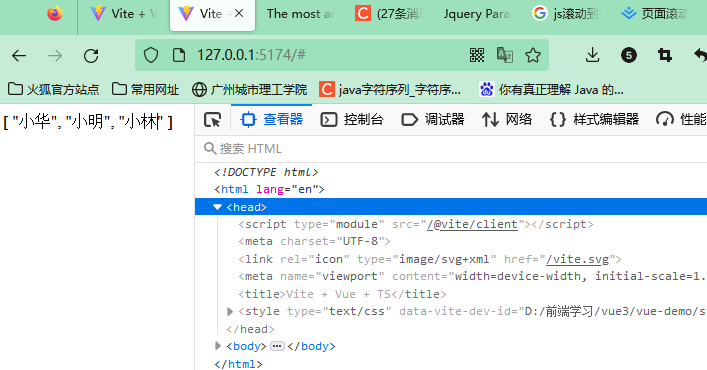 Vite + V
Vite +
The most ac
(27条消息
Jquery Para
js滚动到
页面滚动
127.0.0.1:5174/#
5
火狐官方站点
常用网址
广州城市理工学院
java字符序列_字符序...
你有真正理解 Java 的...
[ "小华", "小明", "小林" ]
查看器
控制台
调试器
网络
样式编辑器
性能
搜索 HTML
<!DOCTYPE html>
<html lang="en">
<head>
<script type="module" src="/@vite/client"></script>
<meta charset="UTF-8">
<link rel="icon" type="image/svg+xml" href="/vite.svg">
<meta name="viewport" content="width=device-width, initial-scale=1.
<title>Vite + Vue + TS</title>
<style type="text/css" data-vite-dev-id="D:/前端学习/vue3/vue-demo/s
</head>
<body> ... </body>
</html>